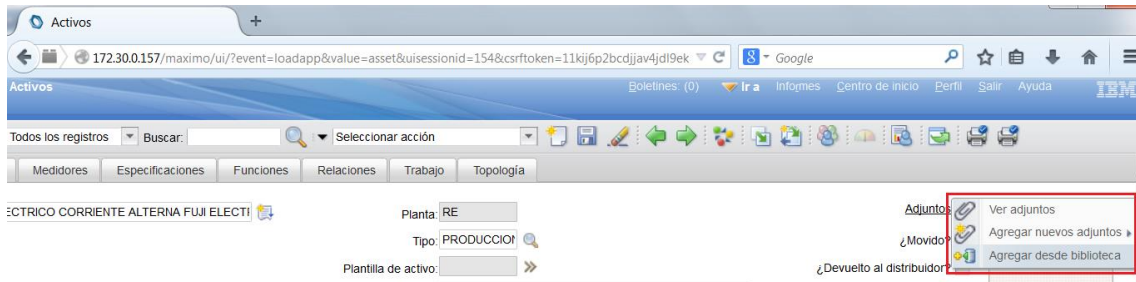 Activos
+
172.30.0.157/maximo/ui/?event=loadapp&value=asset&uisessionid=154&csrftoken=11kij6p2bcdjjav4jdl9ek
8 Google
Activos Boletines: (0) Ir a Informes Centro de inicio Perfil Salir Ayuda IBM
Todos los registros Buscar: Seleccionar acción
Medidores Especificaciones Funciones Relaciones Trabajo Topología
ECTRICO CORRIENTE ALTERNA FUJI ELECTI Planta: RE Adjuntos Ver adjuntos
Tipo: PRODUCCION ¿Movido? Agregar nuevos adjuntos
Plantilla de activo: ¿Devuelto al distribuidor? Agregar desde biblioteca